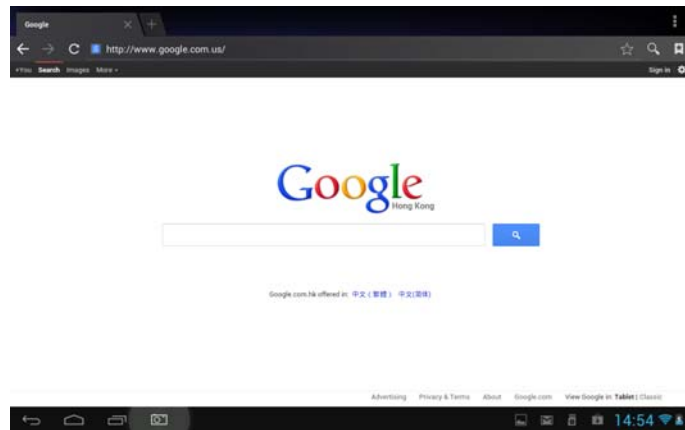 Google
http://www.google.com.us/
+You Search Images More
Sign in
Google
Hong Kong
Google.com.hk offered in: 中文（繁體） 中文(简体)
Advertising Privacy & Terms About Google.com View Google in: Tablet | Classic
14:54